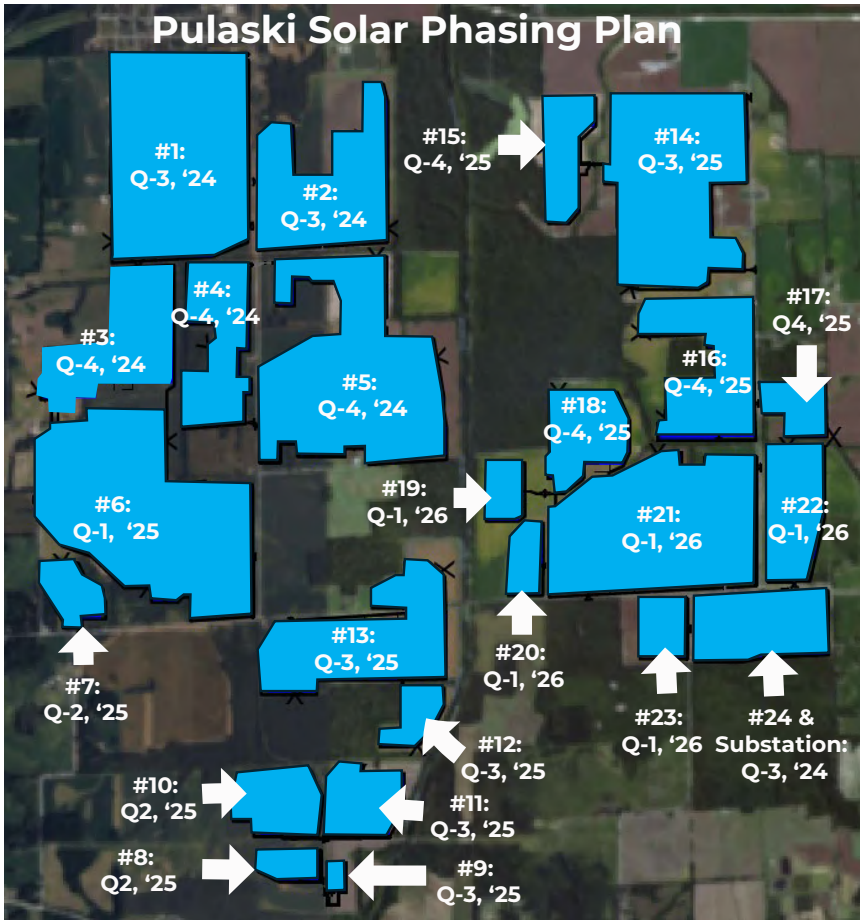 Pulaski Solar Phasing Plan
#1:
Q-3, ‘24
#2:
Q-3, ‘24
#15:
Q-4, ‘25
#14:
Q-3, ‘25
#3:
Q-4, ‘24
#4:
Q-4, ‘24
#5:
Q-4, ‘24
#17:
Q4, ‘25
#16:
Q-4, ‘25
#18:
Q-4, ‘25
#6:
Q-1, ‘25
#19:
Q-1, ‘26
#21:
Q-1, ‘26
#22:
Q-1, ‘26
#7:
Q-2, ‘25
#13:
Q-3, ‘25
#20:
Q-1, ‘26
#23:
Q-1, ‘26
#24 &
Substation:
Q-3, ‘24
#12:
Q-3, ‘25
#10:
Q2, ‘25
#11:
Q-3, ‘25
#8:
Q2, ‘25
#9:
Q-3, ‘25